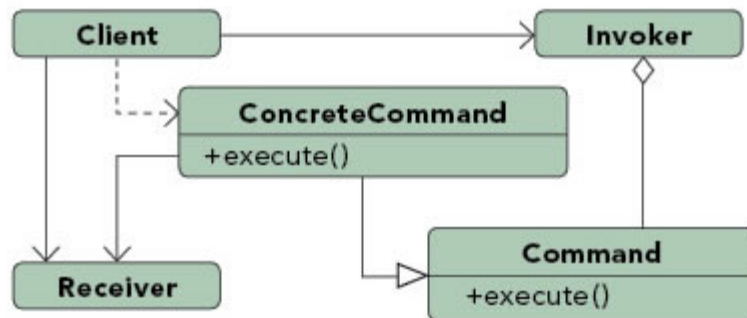 Client
Invoker
ConcreteCommand
+execute()
Command
+execute()
Receiver